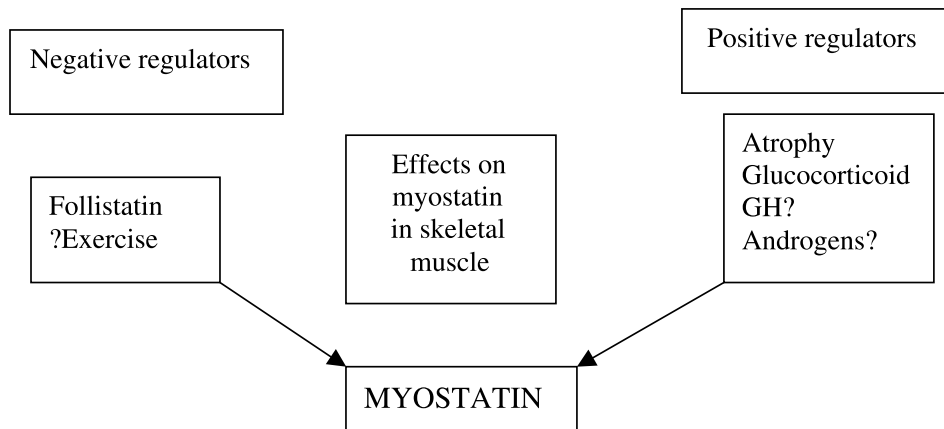 Negative regulators
Positive regulators
Follistatin
?Exercise
Effects on
myostatin
in skeletal
muscle
Atrophy
Glucocorticoid
GH?
Androgens?
MYOSTATIN